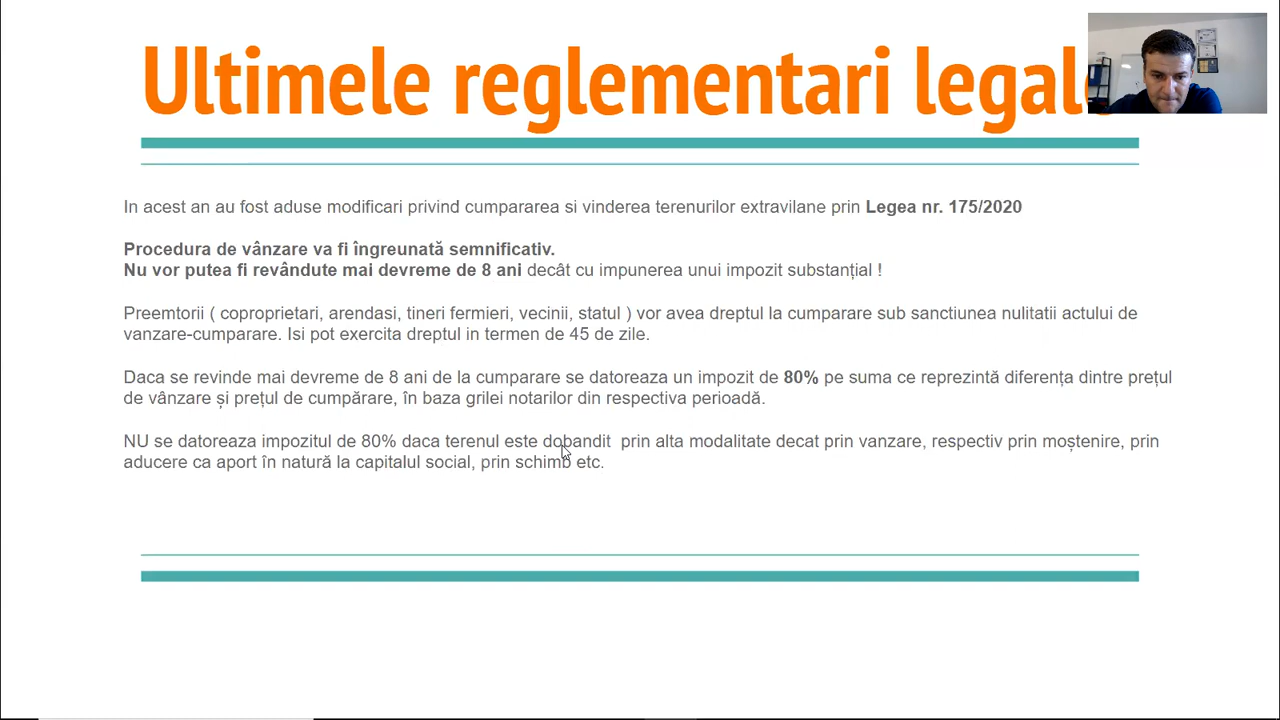 Ultimele reglementari legale
In acest an au fost aduse modificari privind cumpararea si vinderea terenurilor extravilane prin Legea nr. 175/2020
Procedura de vânzare va fi îngreunată semnificativ.
Nu vor putea fi revândute mai devreme de 8 ani decât cu impunerea unui impozit substanțial !
Preemtorii ( coproprietari, arendasi, tineri fermieri, vecinii, statul ) vor avea dreptul la cumparare sub sanctiunea nulitatii actului de
vanzare-cumparare. Isi pot exercita dreptul in termen de 45 de zile.
Daca se revinde mai devreme de 8 ani de la cumparare se datoreaza un impozit de 80% pe suma ce reprezintă diferența dintre prețul
de vânzare și prețul de cumpărare, în baza grilei notarilor din respectiva perioadă.
NU se datoreaza impozitul de 80% daca terenul este dobandit prin alta modalitate decat prin vanzare, respectiv prin moștenire, prin
aducere ca aport în natură la capitalul social, prin schimb etc.